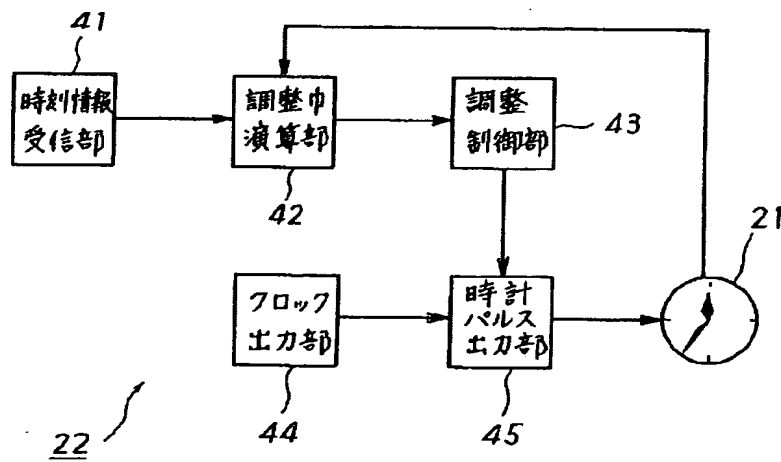 41
時刻情報
受信部
調整巾
演算部
42
調整
制御部
43
21
クロック
出力部
44
時計
パルス
出力部
45
22